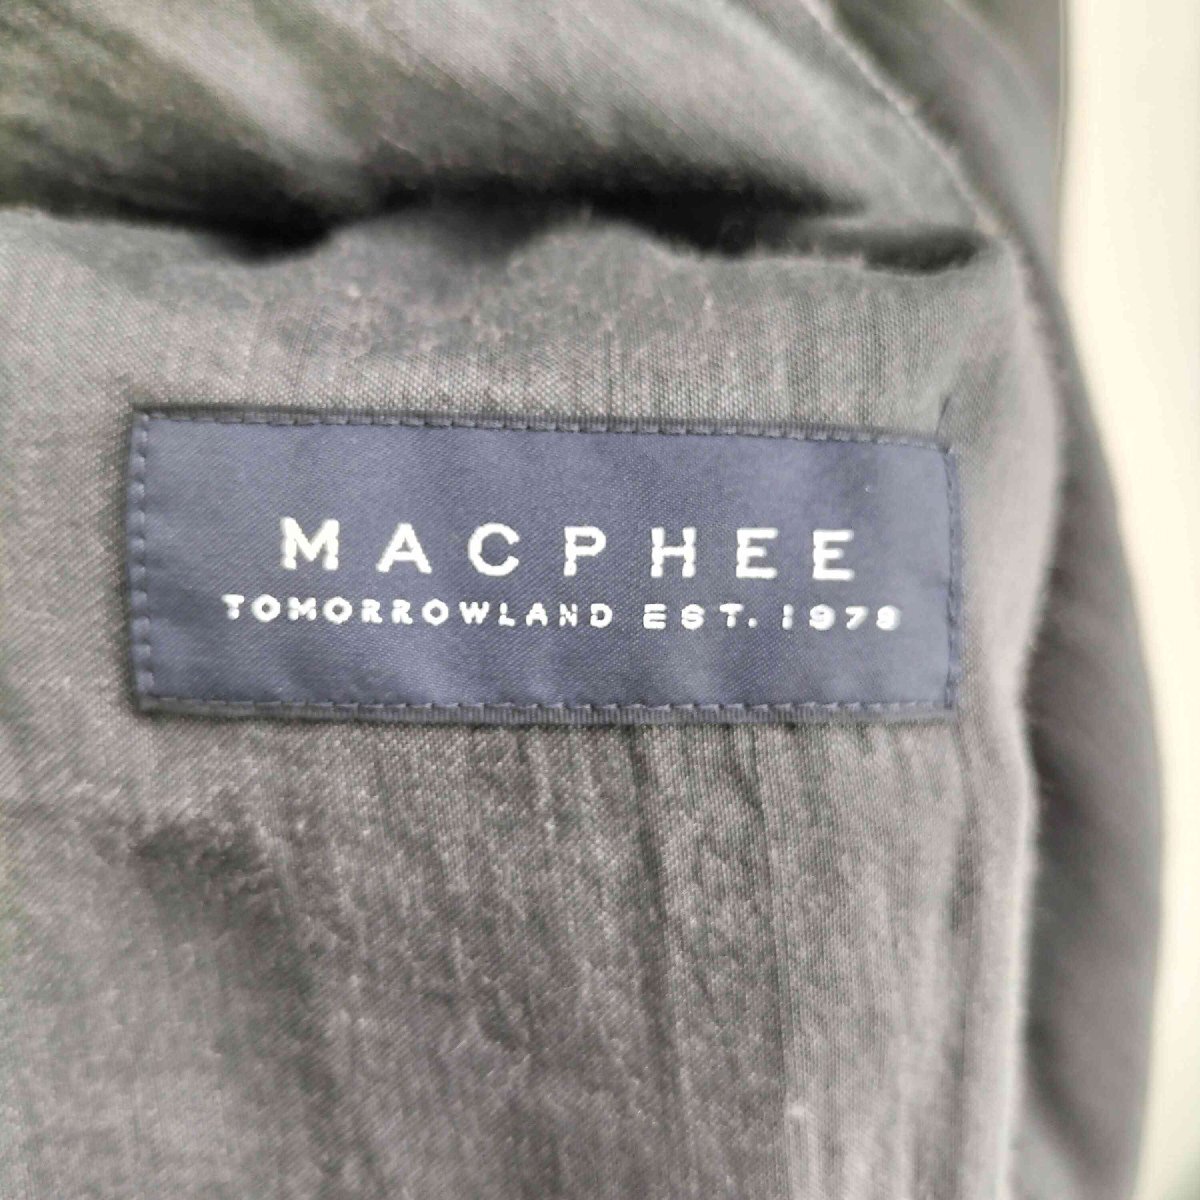 MACPHEE
TOMORROWLAND EST. 1978